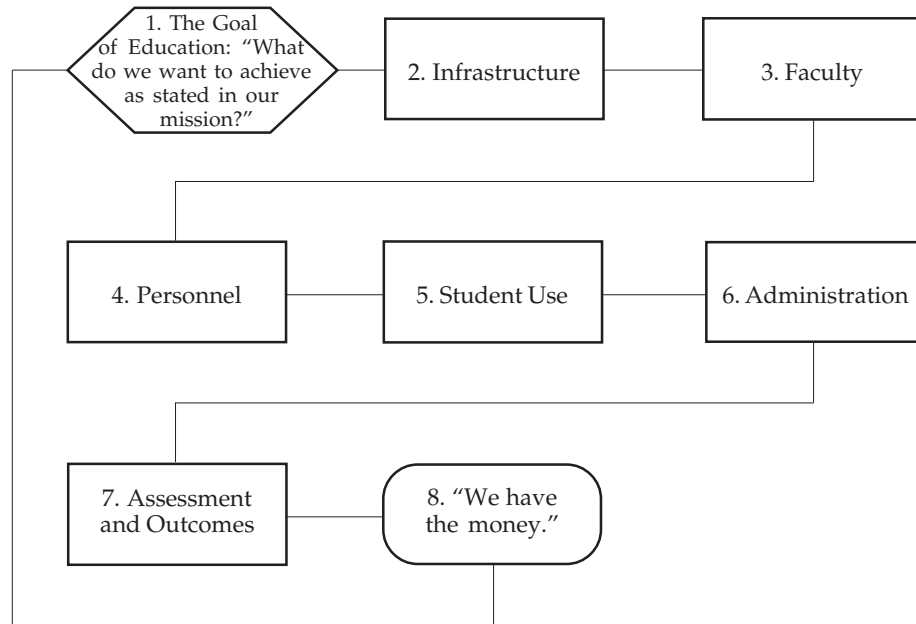 1. The Goal
of Education: “What
do we want to achieve
as stated in our
mission?”
2. Infrastructure
3. Faculty
4. Personnel
5. Student Use
6. Administration
7. Assessment
and Outcomes
8. “We have
the money.”